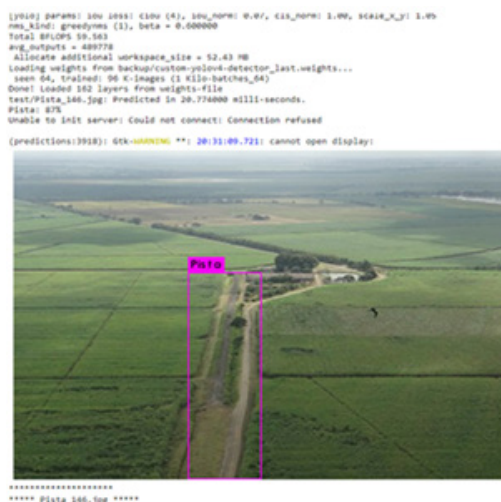 [yolo] params: iou loss: ciou (4), iou_norm: 0.07, cls_norm: 1.00, scale_x_y: 1.05
nms_kind: greedynms (1), beta = 0.600000
Total BFLOPS 59.563
avg_outputs = 489778
Allocate additional workspace_size = 52.43 MB
Loading weights from backup/custom-yolov4-detector_last.weights...
seen 64, trained: 96 K-images (1 Kilo-batches_64)
Done! Loaded 162 layers from weights-file
test/Pista_146.jpg: Predicted in 20.774000 milli-seconds.
Pista: 87%
Unable to init server: Could not connect: Connection refused
(predictions:3918): Gtk-WARNING **: 20:31:09.721: cannot open display:
Pista
********************
***** Pista 146.jpg *****